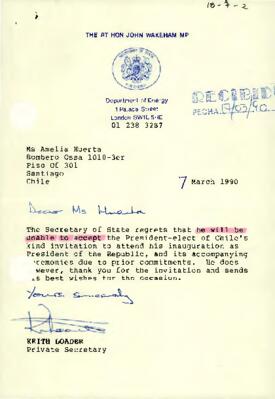 18-7-2
THE RT HON JOHN WAKEHAM MP
Department of Energy
1 Palace Street
London SW1E 5HE
01 238 3287
RECIBIDO
FECHA
Ms Amelia Huerta
Bombero Ossa 1010-3er
Piso Of 301
Santiago
Chile
7 March 1990
Dear Ms Huerta
The Secretary of State regrets that he will be
unable to accept the President-elect of Chile's
kind invitation to attend his inauguration as
President of the Republic, and its accompanying
ceremonies due to prior commitments. He does
however, thank you for the invitation and sends
his best wishes for the occasion.
Yours sincerely
KEITH LOADER
Private Secretary